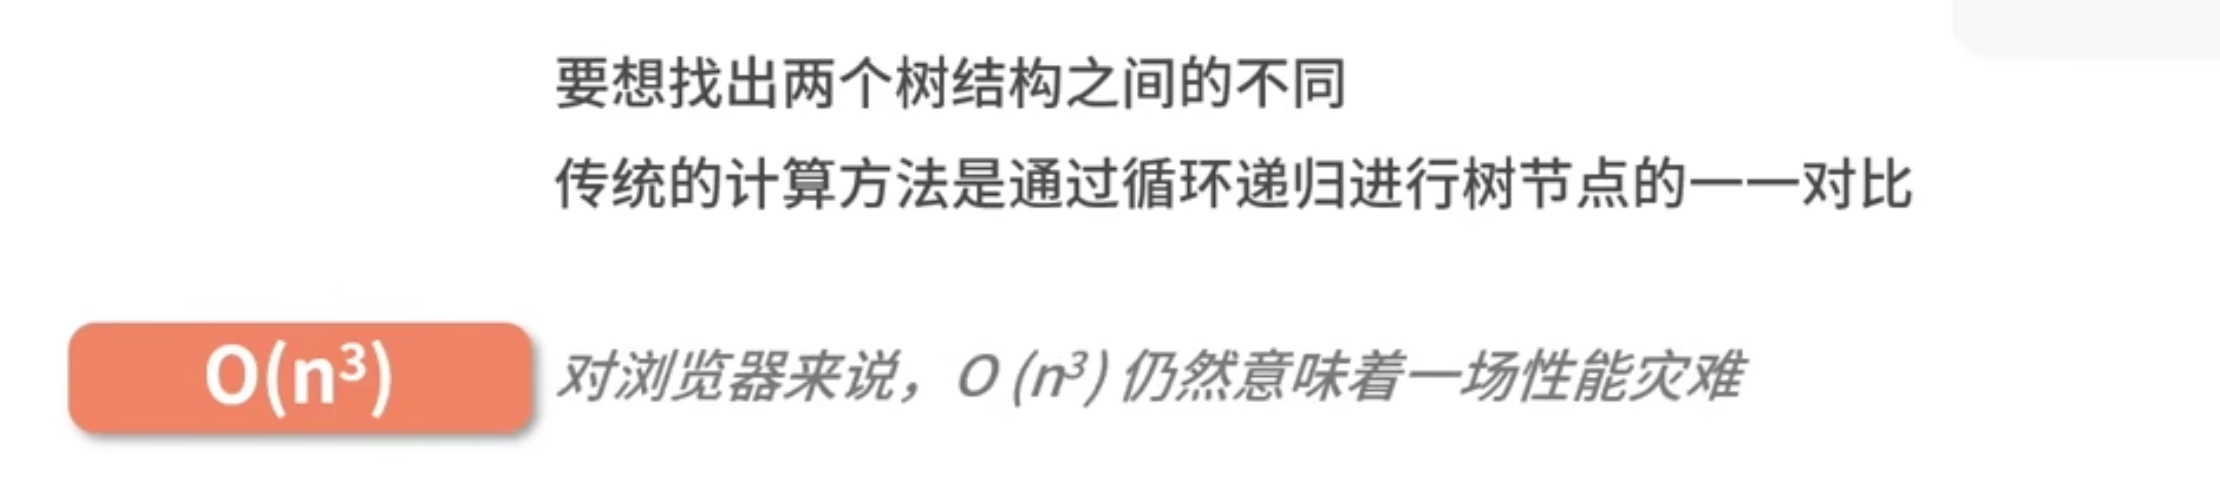 要想找出两个树结构之间的不同
传统的计算方法是通过循环递归进行树节点的一一对比
O(n³)
对浏览器来说，O (n³) 仍然意味着一场性能灾难